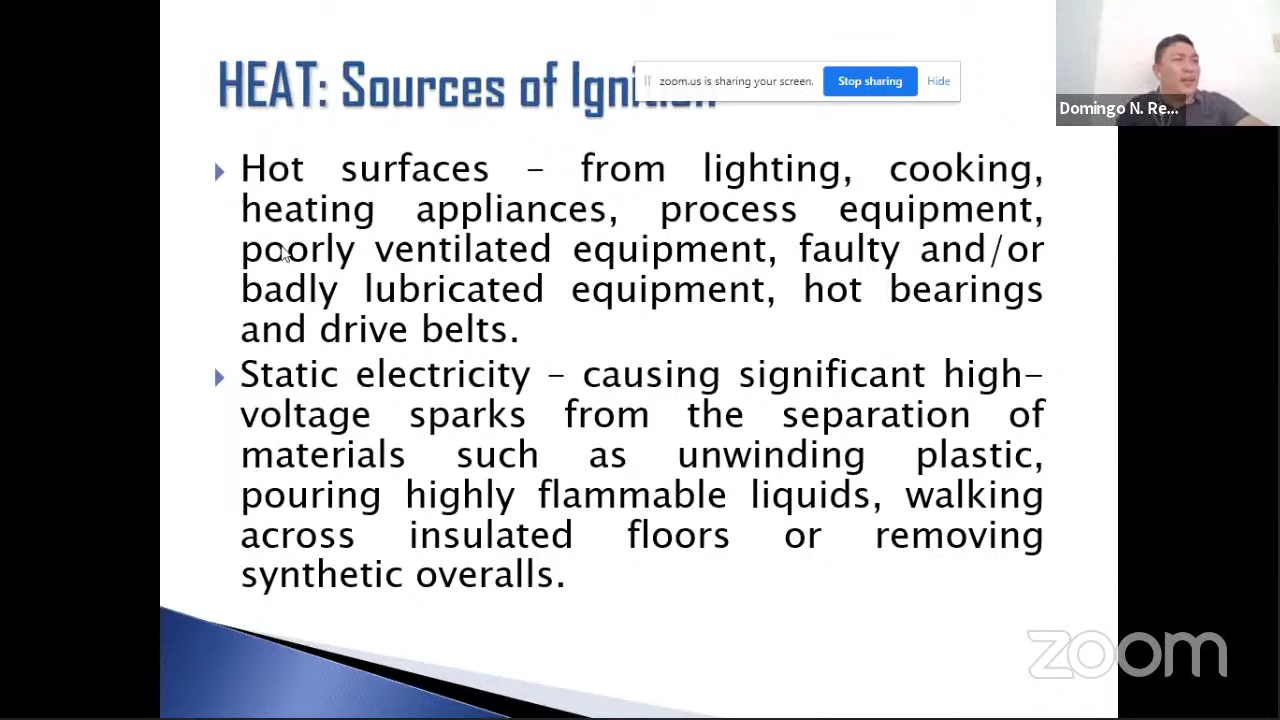 HEAT: Sources of Ignition
zoom.us is sharing your screen.
Stop sharing
Hide
Domingo N. Re...
Hot surfaces – from lighting, cooking,
heating appliances, process equipment,
poorly ventilated equipment, faulty and/or
badly lubricated equipment, hot bearings
and drive belts.
Static electricity – causing significant high-
voltage sparks from the separation of
materials such as unwinding plastic,
pouring highly flammable liquids, walking
across insulated floors or removing
synthetic overalls.
zoom